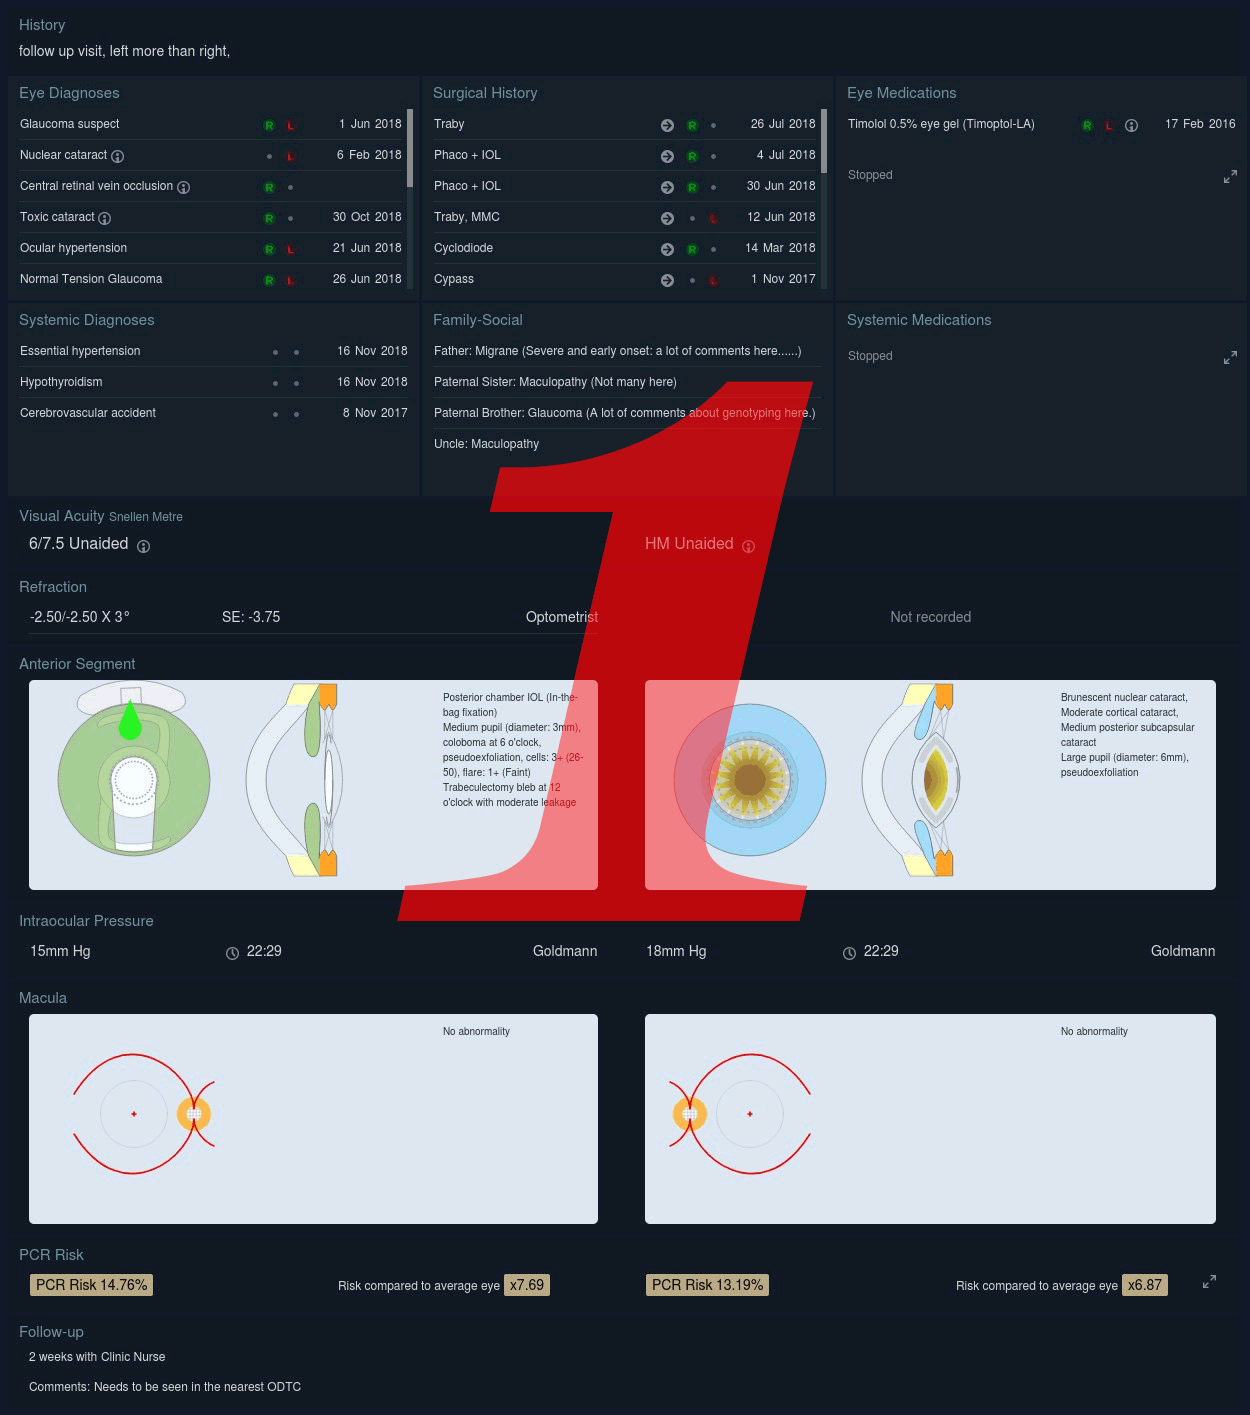 History
follow up visit, left more than right,
Eye Diagnoses
Glaucoma suspect R L 1 Jun 2018
Nuclear cataract L 6 Feb 2018
Central retinal vein occlusion R
Toxic cataract R 30 Oct 2018
Ocular hypertension R L 21 Jun 2018
Normal Tension Glaucoma R L 26 Jun 2018
Surgical History
Traby R 26 Jul 2018
Phaco + IOL R 4 Jul 2018
Phaco + IOL R 30 Jun 2018
Traby, MMC L 12 Jun 2018
Cyclodiode R 14 Mar 2018
Cypass L 1 Nov 2017
Eye Medications
Timolol 0.5% eye gel (Timoptol-LA) R L 17 Feb 2016
Stopped
Systemic Diagnoses
Essential hypertension 16 Nov 2018
Hypothyroidism 16 Nov 2018
Cerebrovascular accident 8 Nov 2017
Family-Social
Father: Migrane (Severe and early onset: a lot of comments here......)
Paternal Sister: Maculopathy (Not many here)
Paternal Brother: Glaucoma (A lot of comments about genotyping here.)
Uncle: Maculopathy
Systemic Medications
Stopped
1
Visual Acuity Snellen Metre
6/7.5 Unaided HM Unaided
Refraction
-2.50/-2.50 X 3° SE: -3.75 Optometrist Not recorded
Anterior Segment
Posterior chamber IOL (In-the-
bag fixation)
Medium pupil (diameter: 3mm),
coloboma at 6 o'clock,
pseudoexfoliation, cells: 3+ (26-
50), flare: 1+ (Faint)
Trabeculectomy bleb at 12
o'clock with moderate leakage
Brunescent nuclear cataract,
Moderate cortical cataract,
Medium posterior subcapsular
cataract
Large pupil (diameter: 6mm),
pseudoexfoliation
Intraocular Pressure
15mm Hg 22:29 Goldmann 18mm Hg 22:29 Goldmann
Macula
No abnormality No abnormality
PCR Risk
PCR Risk 14.76% Risk compared to average eye x7.69 PCR Risk 13.19% Risk compared to average eye x6.87
Follow-up
2 weeks with Clinic Nurse
Comments: Needs to be seen in the nearest ODTC